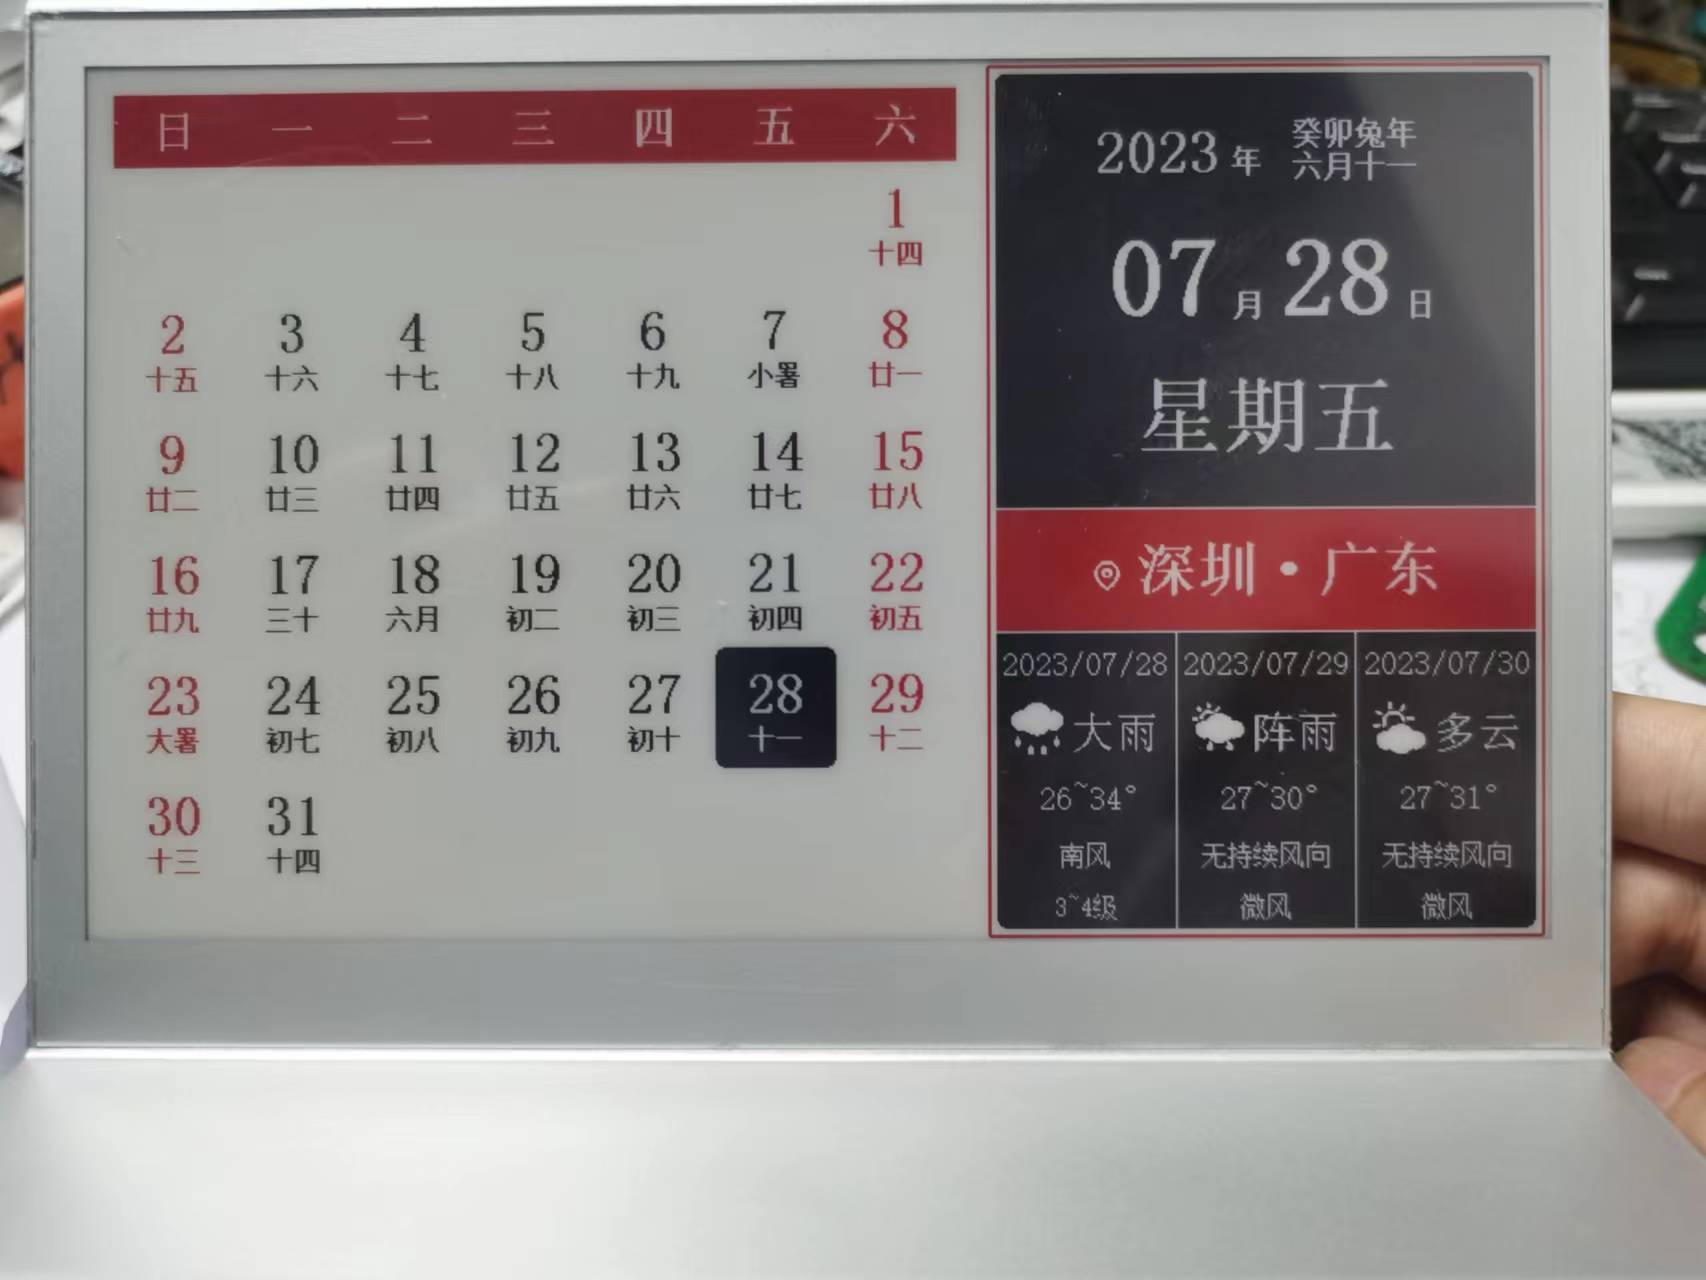 日 一 二 三 四 五 六
1
十四
2 3 4 5 6 7 8
十五 十六 十七 十八 十九 小暑 廿一
9 10 11 12 13 14 15
廿二 廿三 廿四 廿五 廿六 廿七 廿八
16 17 18 19 20 21 22
廿九 三十 六月 初二 初三 初四 初五
23 24 25 26 27 28 29
大暑 初七 初八 初九 初十 十一 十二
30 31
十三 十四
2023年 癸卯兔年
六月十一
07月28日
星期五
深圳·广东
2023/07/28 2023/07/29 2023/07/30
大雨 阵雨 多云
26~34° 27~30° 27~31°
南风 无持续风向 无持续风向
3~4级 微风 微风